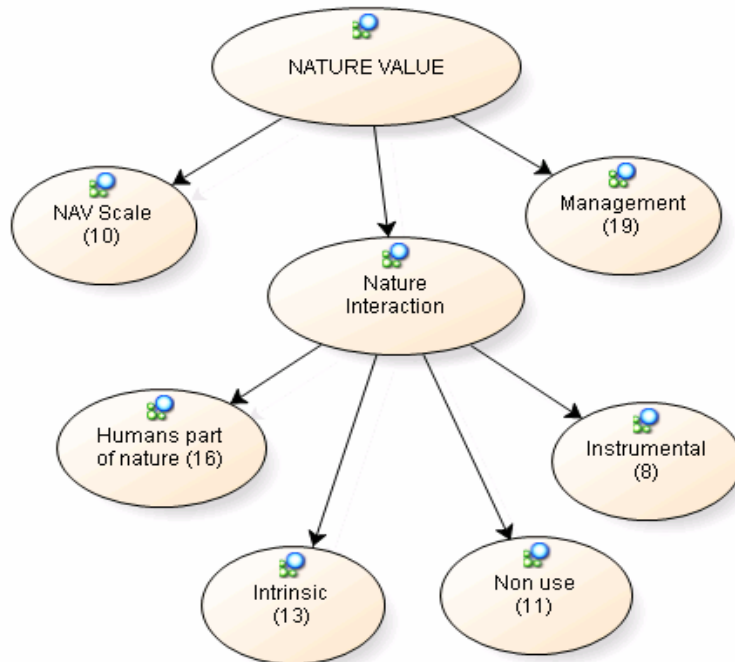 NATURE VALUE
NAV Scale
(10)
Management
(19)
Nature
Interaction
Humans part
of nature (16)
Instrumental
(8)
Intrinsic
(13)
Non use
(11)